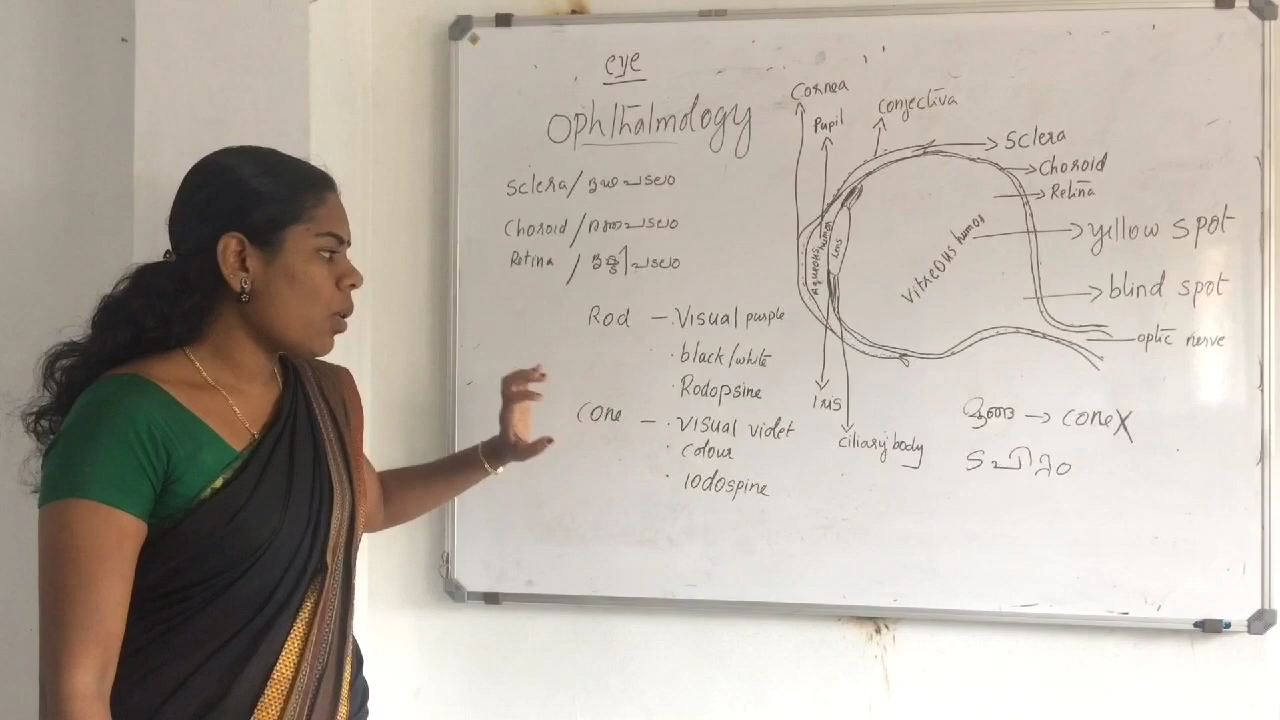 eye
Ophthalmology
Sclera/ദൃഢപടലം
Choroid/രക്തപടലം
Retina / ദൃഷ്ടിപടലം
Rod – . Visual purple
. black/white
. Rodopsine
Cone – . Visual violet
. Colour
. Iodospine
Cornea
Pupil
Conjectiva
Sclera
Choroid
Retina
yellow spot
blind spot
optic nerve
Aqueous humor
Lens
Vitreous humor
Iris
ciliary body
മൂങ്ങ → coneX